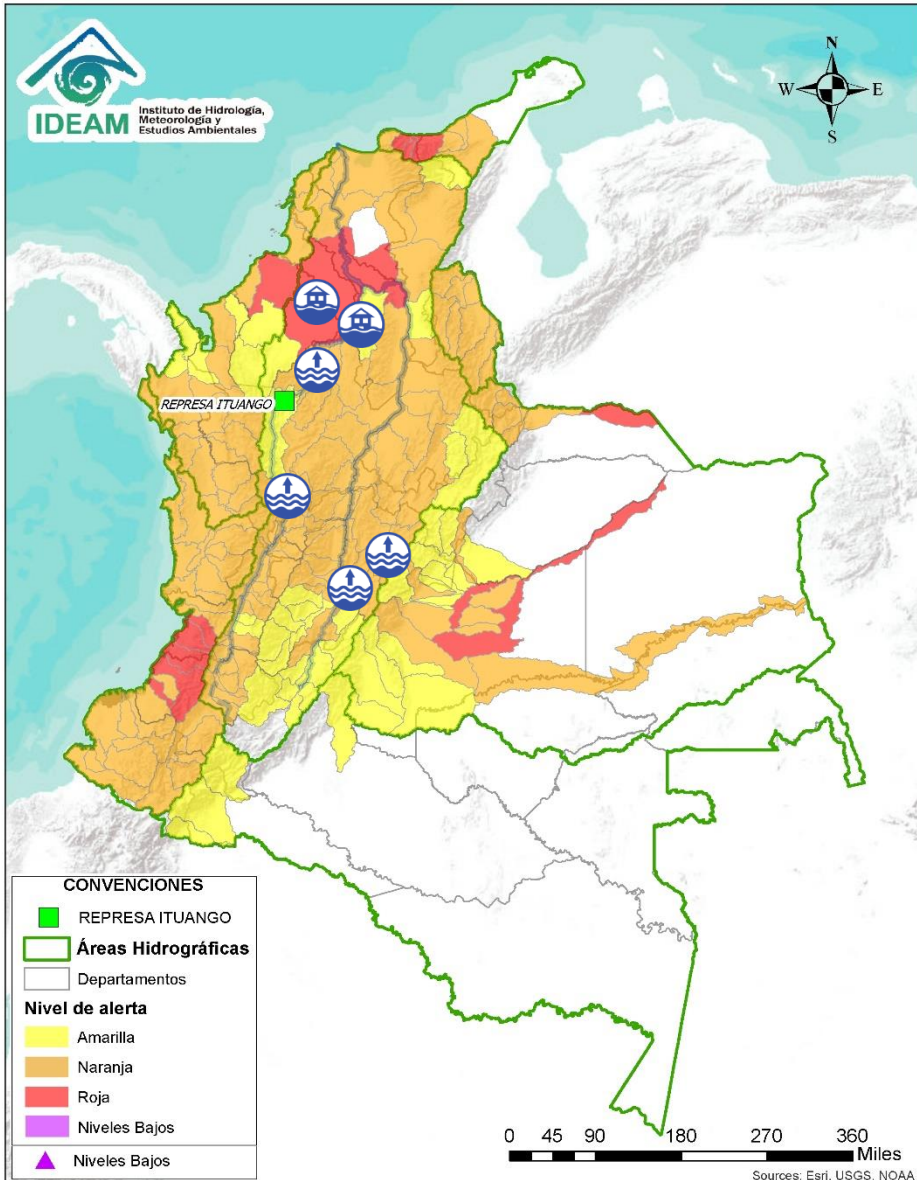 IDEAM
Instituto de Hidrología,
Meteorología y
Estudios Ambientales
N
W E
S
REPRESA ITUANGO
CONVENCIONES
REPRESA ITUANGO
Áreas Hidrográficas
Departamentos
Nivel de alerta
Amarilla
Naranja
Roja
Niveles Bajos
Niveles Bajos
0 45 90 180 270 360
Miles
Sources: Esri, USGS, NOAA